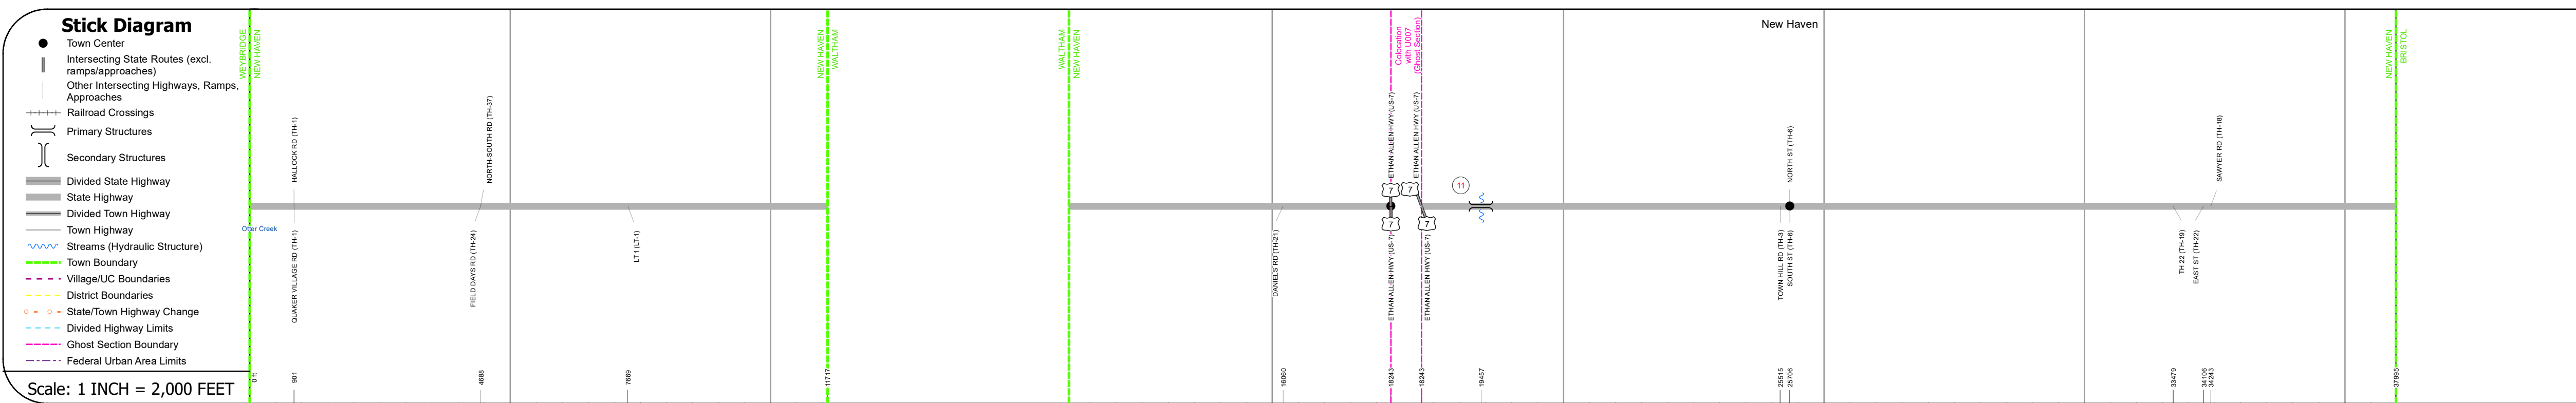 Stick Diagram
Town Center
Intersecting State Routes (excl.
ramps/approaches)
Other Intersecting Highways, Ramps,
Approaches
Railroad Crossings
Primary Structures
Secondary Structures
Divided State Highway
State Highway
Divided Town Highway
Town Highway
Streams (Hydraulic Structure)
Town Boundary
Village/UC Boundaries
District Boundaries
State/Town Highway Change
Divided Highway Limits
Ghost Section Boundary
Federal Urban Area Limits
Scale: 1 INCH = 2,000 FEET
WEYBRIDGE
NEW HAVEN
NEW HAVEN
WALTHAM
WALTHAM
NEW HAVEN
Colocation
with U007
(Ghost Section)
New Haven
NEW HAVEN
BRISTOL
HALLOCK RD (TH-1)
NORTH-SOUTH RD (TH-37)
ETHAN ALLEN HWY (US-7)
ETHAN ALLEN HWY (US-7)
NORTH ST (TH-6)
SAWYER RD (TH-18)
7
7
11
7
7
Otter Creek
QUAKER VILLAGE RD (TH-1)
FIELD DAYS RD (TH-24)
LT 1 (LT-1)
DANIELS RD (TH-21)
ETHAN ALLEN HWY (US-7)
ETHAN ALLEN HWY (US-7)
TOWN HILL RD (TH-3)
SOUTH ST (TH-6)
TH 22 (TH-19)
EAST ST (TH-22)
0 ft
901
4688
7669
11717
16060
18243
18243
19457
25515
25706
33479
34106
34243
37995